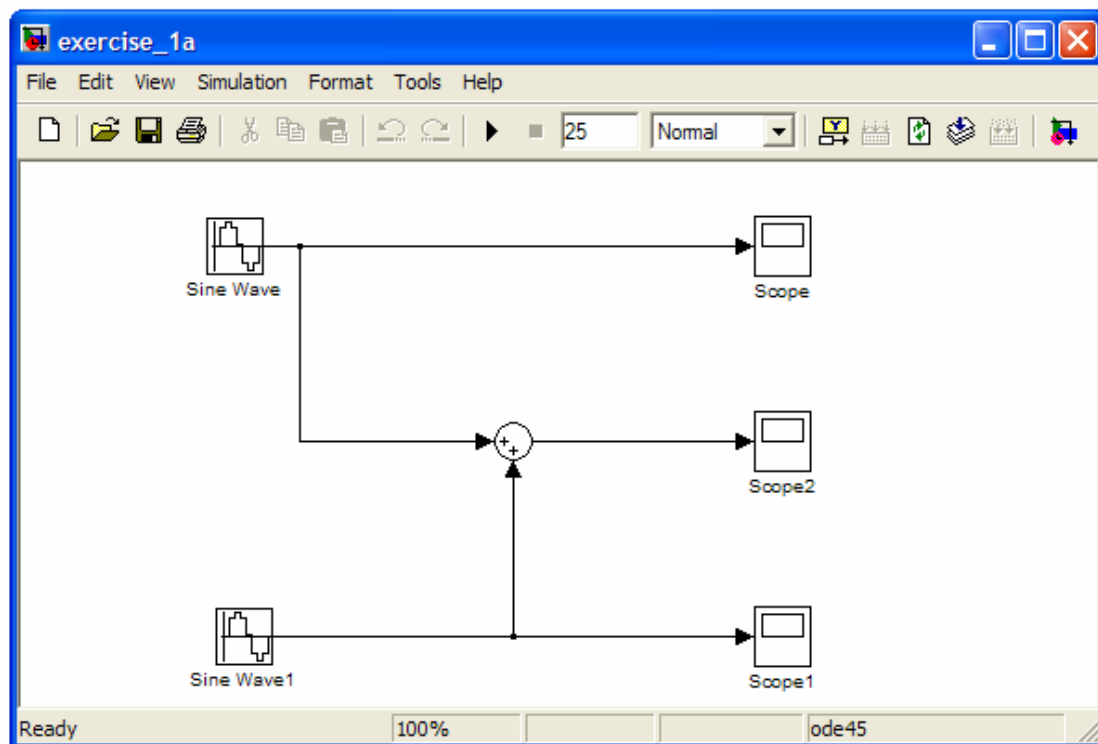 exercise_1a
File Edit View Simulation Format Tools Help
25 Normal
Sine Wave
Scope
+
+
Scope2
Sine Wave1
Scope1
Ready 100% ode45